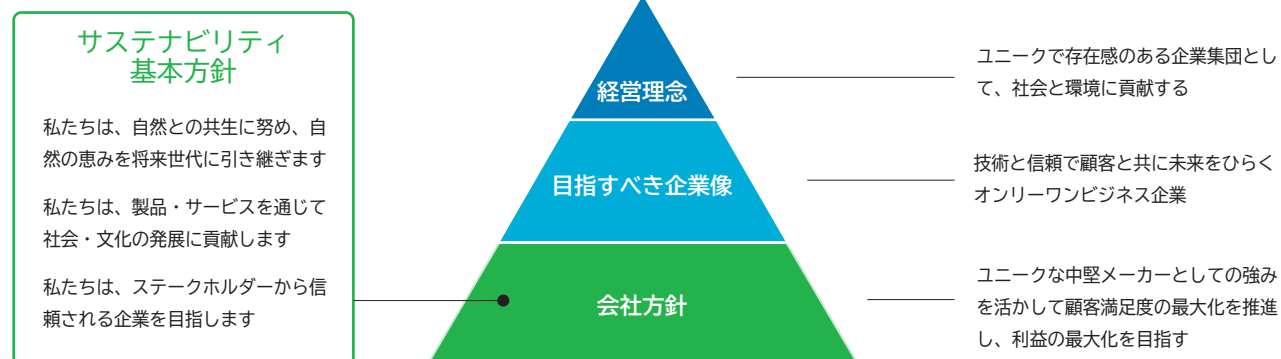 サステナビリティ
基本方針
私たちは、自然との共生に努め、自
然の恵みを将来世代に引き継ぎます
私たちは、製品・サービスを通じて
社会・文化の発展に貢献します
私たちは、ステークホルダーから信
頼される企業を目指します
経営理念
ユニークで存在感のある企業集団とし
て、社会と環境に貢献する
目指すべき企業像
技術と信頼で顧客と共に未来をひらく
オンリーワンビジネス企業
会社方針
ユニークな中堅メーカーとしての強み
を活かして顧客満足度の最大化を推進
し、利益の最大化を目指す